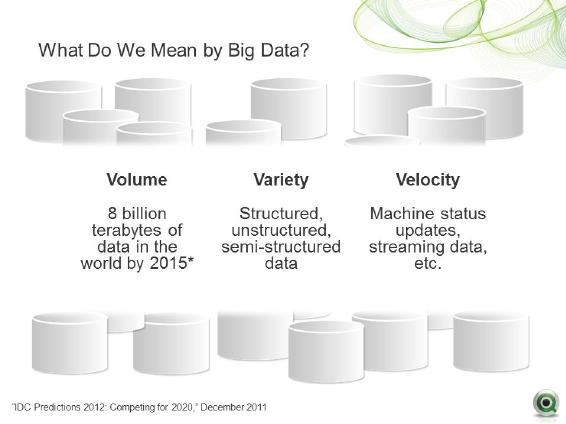 What Do We Mean by Big Data?
Volume
8 billion
terabytes of
data in the
world by 2015*
Variety
Structured,
unstructured,
semi-structured
data
Velocity
Machine status
updates,
streaming data,
etc.
“IDC Predictions 2012: Competing for 2020,” December 2011